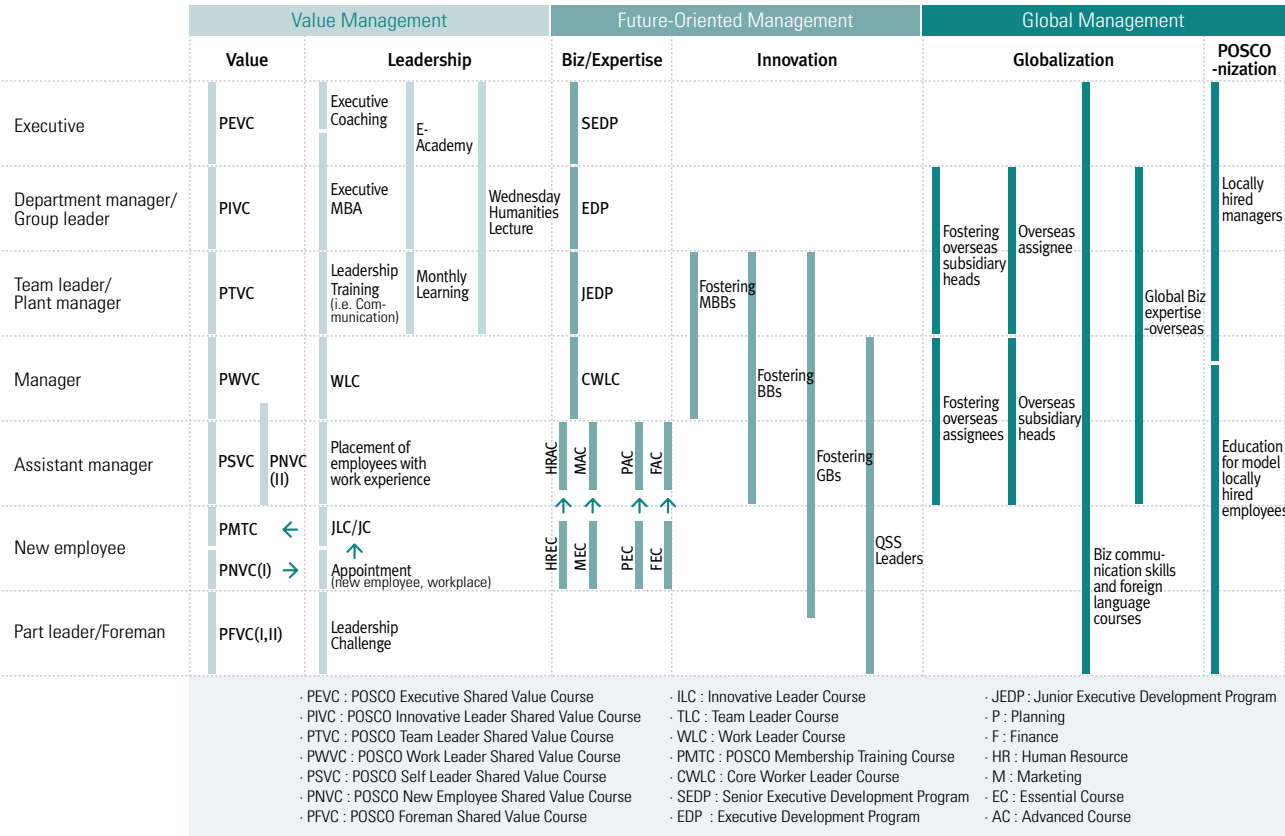 Value Management
Future-Oriented Management
Global Management
Value
Leadership
Biz/Expertise
Innovation
Globalization
POSCO
-nization
Executive
PEVC
Executive
Coaching
E-
Academy
SEDP
Department manager/
Group leader
PIVC
Executive
MBA
Wednesday
Humanities
Lecture
EDP
Fostering
overseas
subsidiary
heads
Overseas
assignee
Locally
hired
managers
Team leader/
Plant manager
PTVC
Leadership
Training
(i.e. Com-
munication)
Monthly
Learning
JEDP
Fostering
MBBs
Global Biz
expertise
-overseas
Manager
PWVC
WLC
CWLC
Fostering
BBs
Fostering
overseas
assignees
Overseas
subsidiary
heads
Assistant manager
PSVC
PNVC
(II)
Placement of
employees with
work experience
HRAC
MAC
PAC
FAC
Fostering
GBs
Education
for model
locally
hired
employees
New employee
PMTC
←
JLC/JC
PNVC(I)
→
Appointment
(new employee, workplace)
HREC
MEC
PEC
FEC
QSS
Leaders
Biz commu-
nication skills
and foreign
language
courses
Part leader/Foreman
PFVC(I,II)
Leadership
Challenge
· PEVC : POSCO Executive Shared Value Course
· PIVC : POSCO Innovative Leader Shared Value Course
· PTVC : POSCO Team Leader Shared Value Course
· PWVC : POSCO Work Leader Shared Value Course
· PSVC : POSCO Self Leader Shared Value Course
· PNVC : POSCO New Employee Shared Value Course
· PFVC : POSCO Foreman Shared Value Course
· ILC : Innovative Leader Course
· TLC : Team Leader Course
· WLC : Work Leader Course
· PMTC : POSCO Membership Training Course
· CWLC : Core Worker Leader Course
· SEDP : Senior Executive Development Program
· EDP : Executive Development Program
· JEDP : Junior Executive Development Program
· P : Planning
· F : Finance
· HR : Human Resource
· M : Marketing
· EC : Essential Course
· AC : Advanced Course